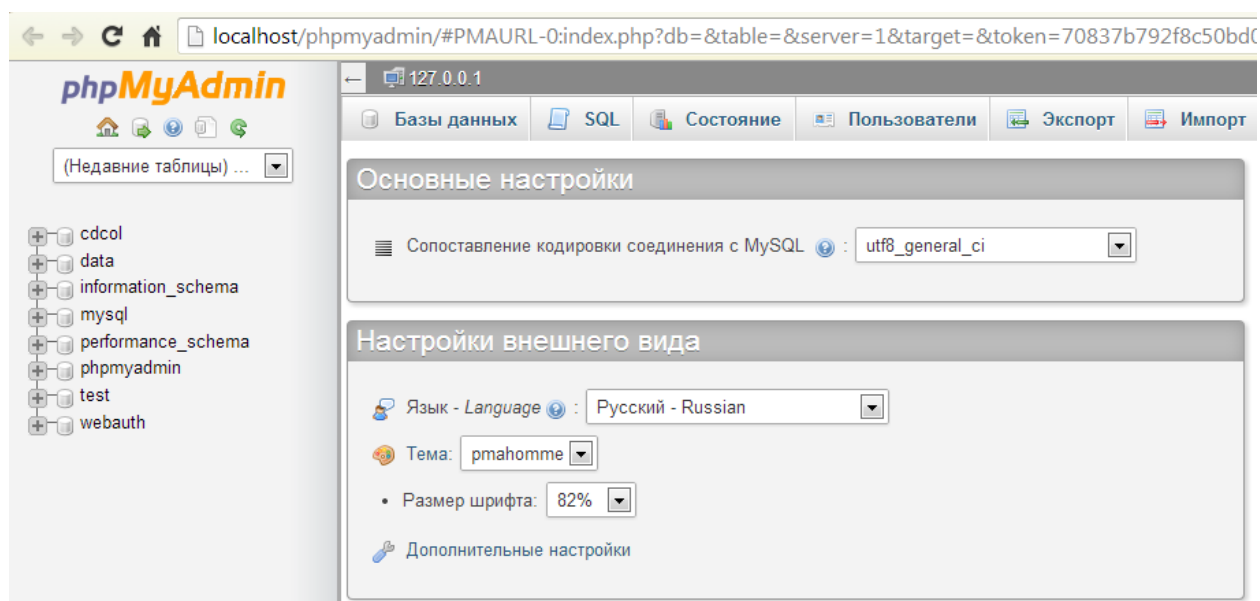 localhost/phpmyadmin/#PMAURL-0:index.php?db=&table=&server=1&target=&token=70837b792f8c50bd0
phpMyAdmin
(Недавние таблицы) ...
cdcol
data
information_schema
mysql
performance_schema
phpmyadmin
test
webauth
127.0.0.1
Базы данных SQL Состояние Пользователи Экспорт Импорт
Основные настройки
Сопоставление кодировки соединения с MySQL : utf8_general_ci
Настройки внешнего вида
Язык - Language : Русский - Russian
Тема: pmahomme
• Размер шрифта: 82%
Дополнительные настройки